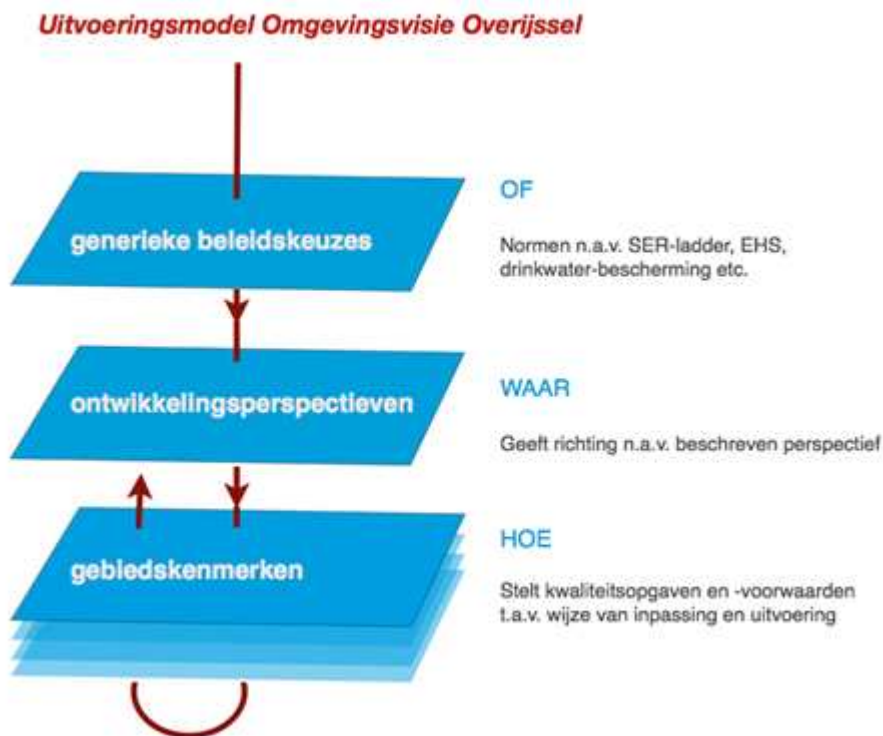 Uitvoeringsmodel Omgevingsvisie Overijssel
generieke beleidskeuzes
OF
Normen n.a.v. SER-ladder, EHS,
drinkwater-bescherming etc.
ontwikkelingsperspectieven
WAAR
Geeft richting n.a.v. beschreven perspectief
gebiedskenmerken
HOE
Stelt kwaliteitsopgaven en -voorwaarden
t.a.v. wijze van inpassing en uitvoering